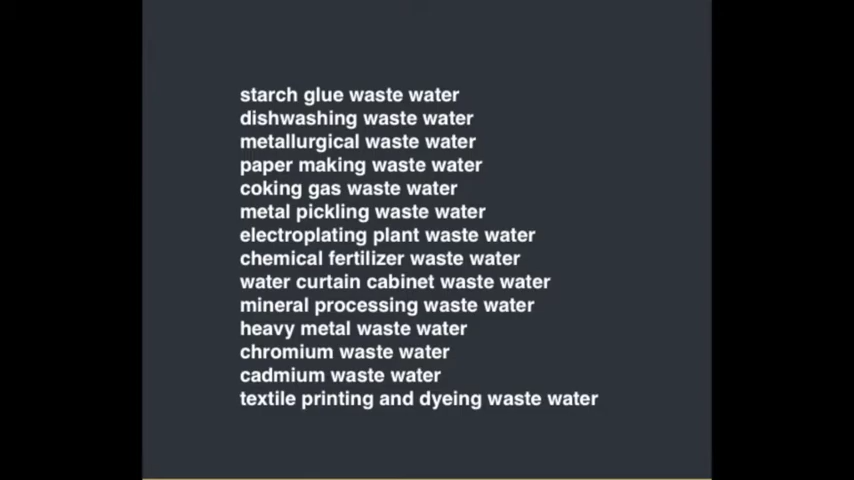 starch glue waste water
dishwashing waste water
metallurgical waste water
paper making waste water
coking gas waste water
metal pickling waste water
electroplating plant waste water
chemical fertilizer waste water
water curtain cabinet waste water
mineral processing waste water
heavy metal waste water
chromium waste water
cadmium waste water
textile printing and dyeing waste water